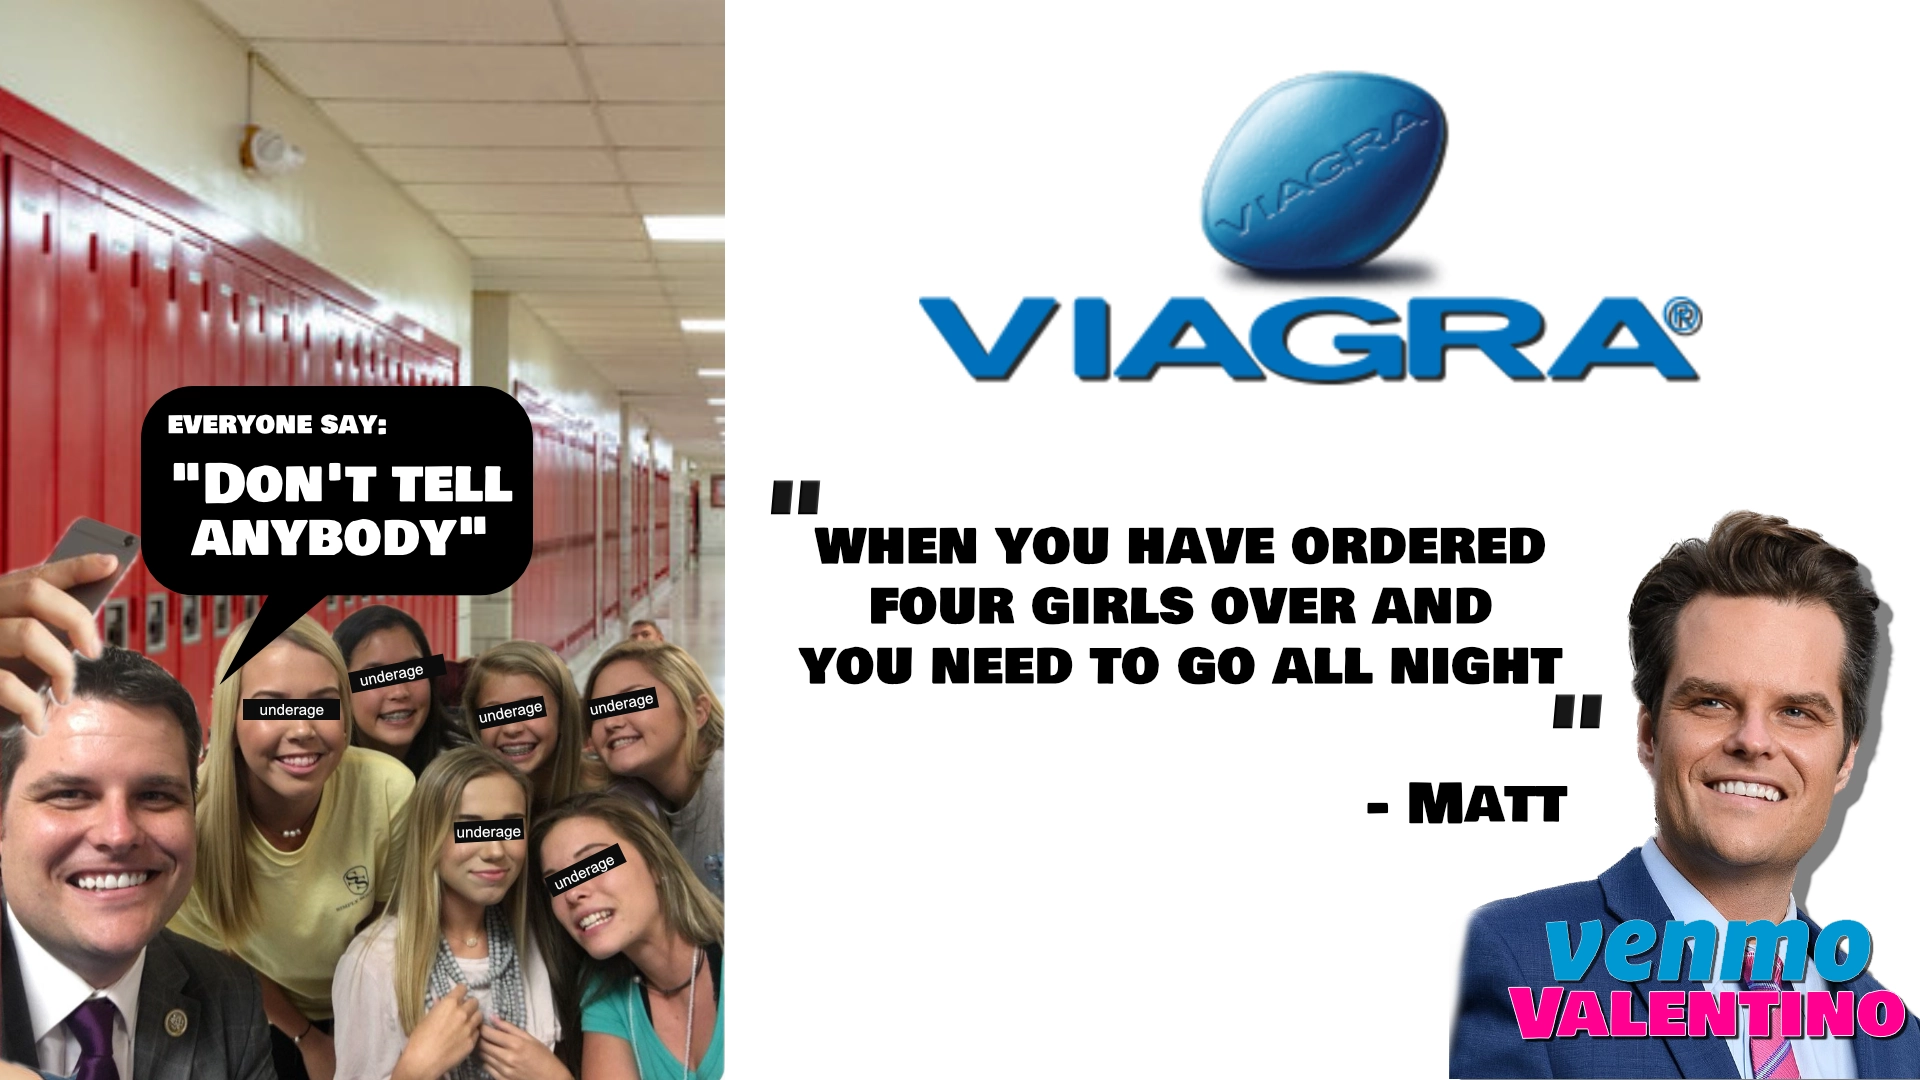 EVERYONE SAY:
"DON'T TELL
ANYBODY"
underage
underage
underage
underage
underage
underage
VIAGRA
VIAGRA®
"WHEN YOU HAVE ORDERED
FOUR GIRLS OVER AND
YOU NEED TO GO ALL NIGHT"
- MATT
venmo
VALENTINO